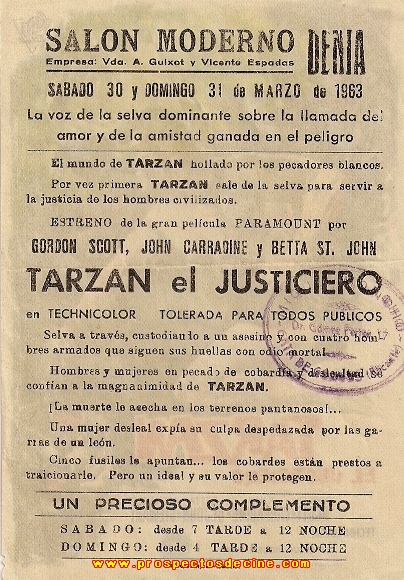 SALON MODERNO DENIA
Empresa: Vda. A. Guixot y Vicente Espadas
SABADO 30 y DOMINGO 31 de MARZO de 1963
La voz de la selva dominante sobre la llamada del
amor y de la amistad ganada en el peligro
El mundo de TARZAN hollado por los pecadores blancos.
Por vez primera TARZAN sale de la selva para servir a
la justicia de los hombres civilizados.
ESTRENO de la gran película PARAMOUNT por
GORDON SCOTT, JOHN CARRADINE y BETTA ST. JOHN
TARZAN el JUSTICIERO
en TECHNICOLOR TOLERADA PARA TODOS PUBLICOS
Selva a través, custodiando a un asesino y con cuatro hom
bres armados que siguen sus huellas con odio mortal.
Hombres y mujeres en pecado de cobardía y deslealtad se
confían a la magnanimidad de TARZAN.
¡La muerte le asecha en los terrenos pantanosos!...
Una mujer desleal expía su culpa despedazada por las ga-
rras de un león.
Cinco fusiles le apuntan... los cobardes están prestos a
traicionarle. Pero un ideal y su valor le protegen.
UN PRECIOSO COMPLEMENTO
SABADO: desde 7 TARDE a 12 NOCHE
DOMINGO: desde 4 TARDE a 12 NOCHE
www.prospectosdecine.com